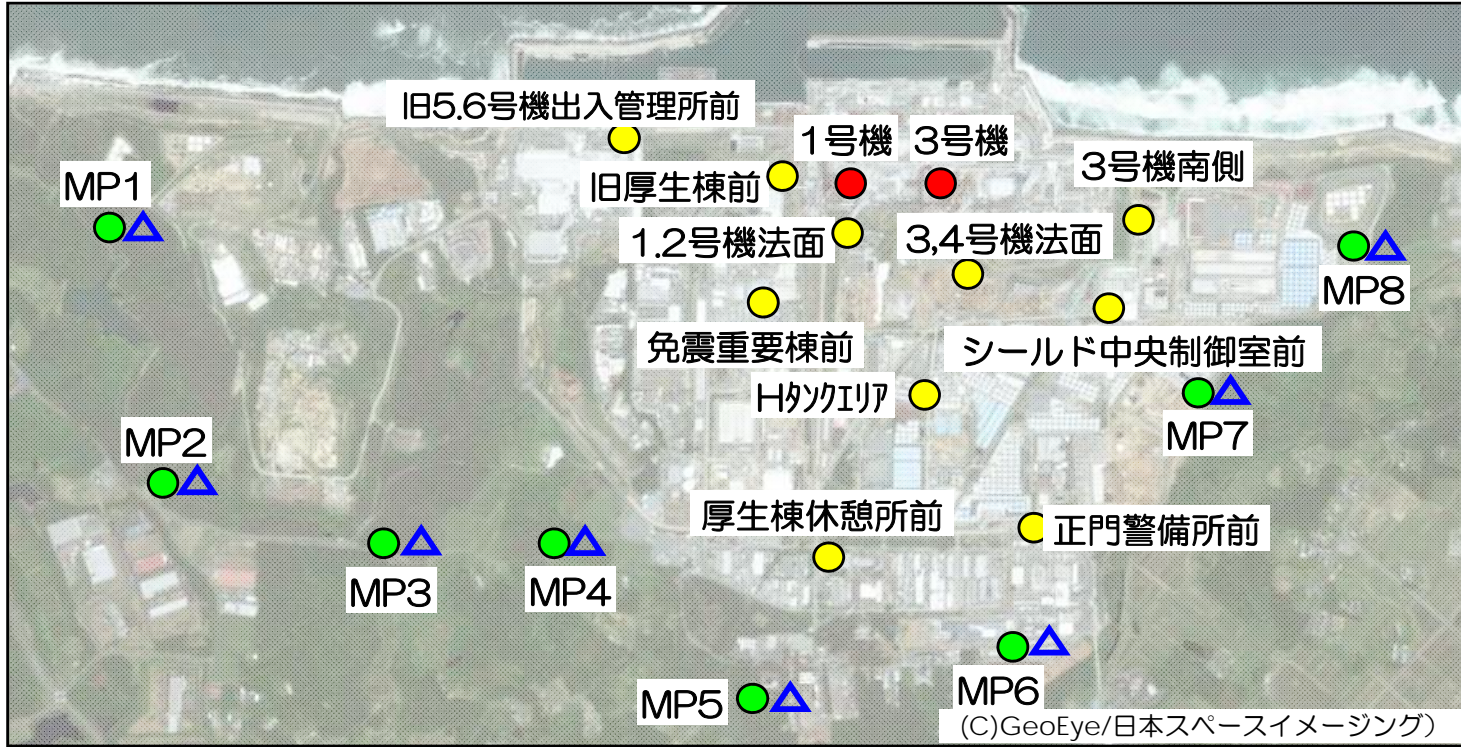 旧5.6号機出入管理所前
1号機
3号機
3号機南側
MP1
旧厚生棟前
1.2号機法面
3,4号機法面
MP8
免震重要棟前
シールド中央制御室前
Hタンクエリア
MP7
MP2
厚生棟休憩所前
正門警備所前
MP3
MP4
MP5
MP6
(C)GeoEye/日本スペースイメージング）